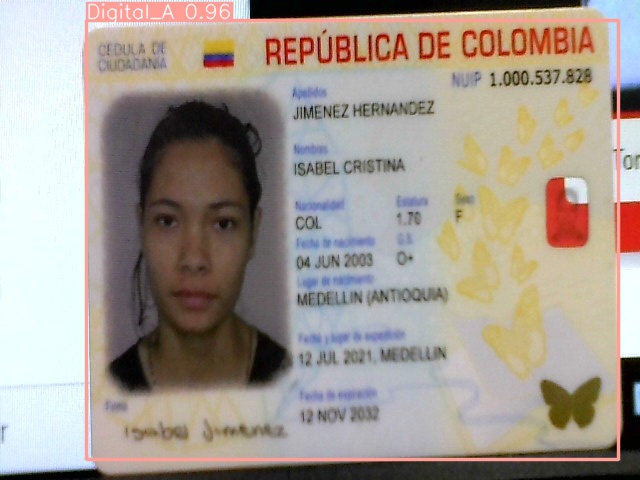 Digital_A 0.96
CEDULA DE
CIUDADANIA
REPÚBLICA DE COLOMBIA
NUIP 1.000.537.828
Apellidos
JIMENEZ HERNANDEZ
Nombres
ISABEL CRISTINA
Nacionalidad Estatura Sexo
COL 1.70 F
Fecha de nacimiento G.S.
04 JUN 2003 O+
Lugar de nacimiento
MEDELLIN (ANTIOQUIA)
Fecha y lugar de expedición
12 JUL 2021, MEDELLIN
Fecha de expiración
12 NOV 2032
Firma
Isabel Jimenez
Tor